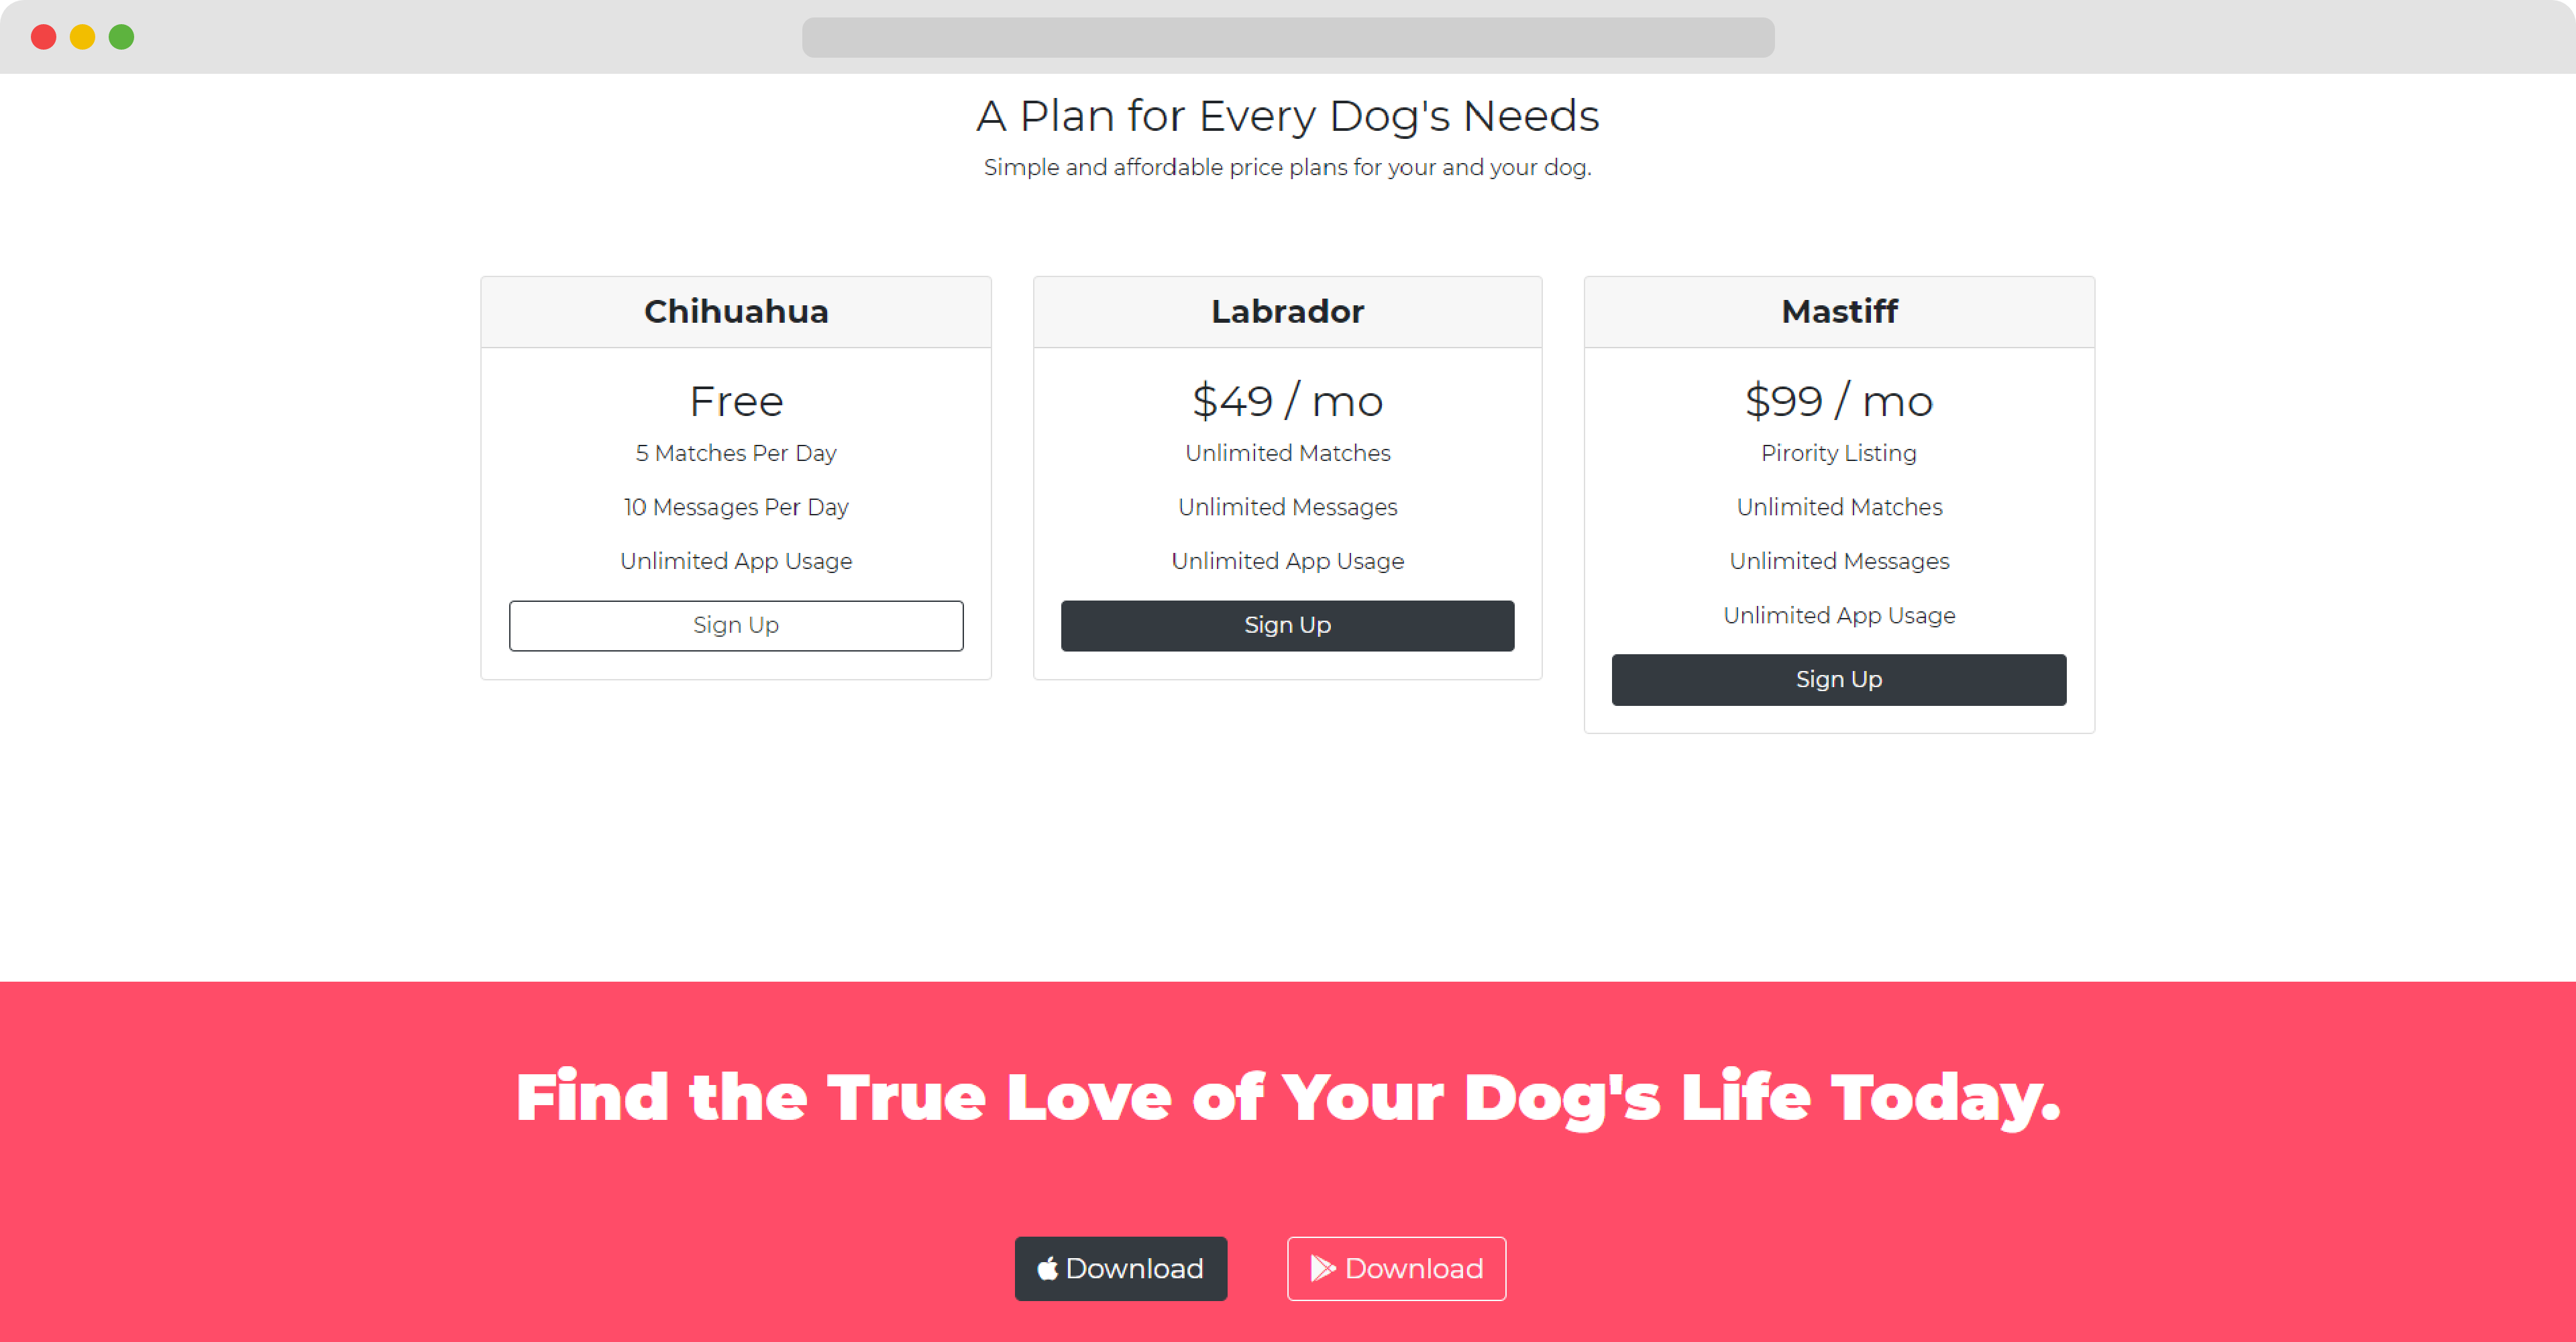 A Plan for Every Dog's Needs
Simple and affordable price plans for your and your dog.
Chihuahua
Free
5 Matches Per Day
10 Messages Per Day
Unlimited App Usage
Sign Up
Labrador
$49 / mo
Unlimited Matches
Unlimited Messages
Unlimited App Usage
Sign Up
Mastiff
$99 / mo
Pirority Listing
Unlimited Matches
Unlimited Messages
Unlimited App Usage
Sign Up
Find the True Love of Your Dog's Life Today.
Download
Download